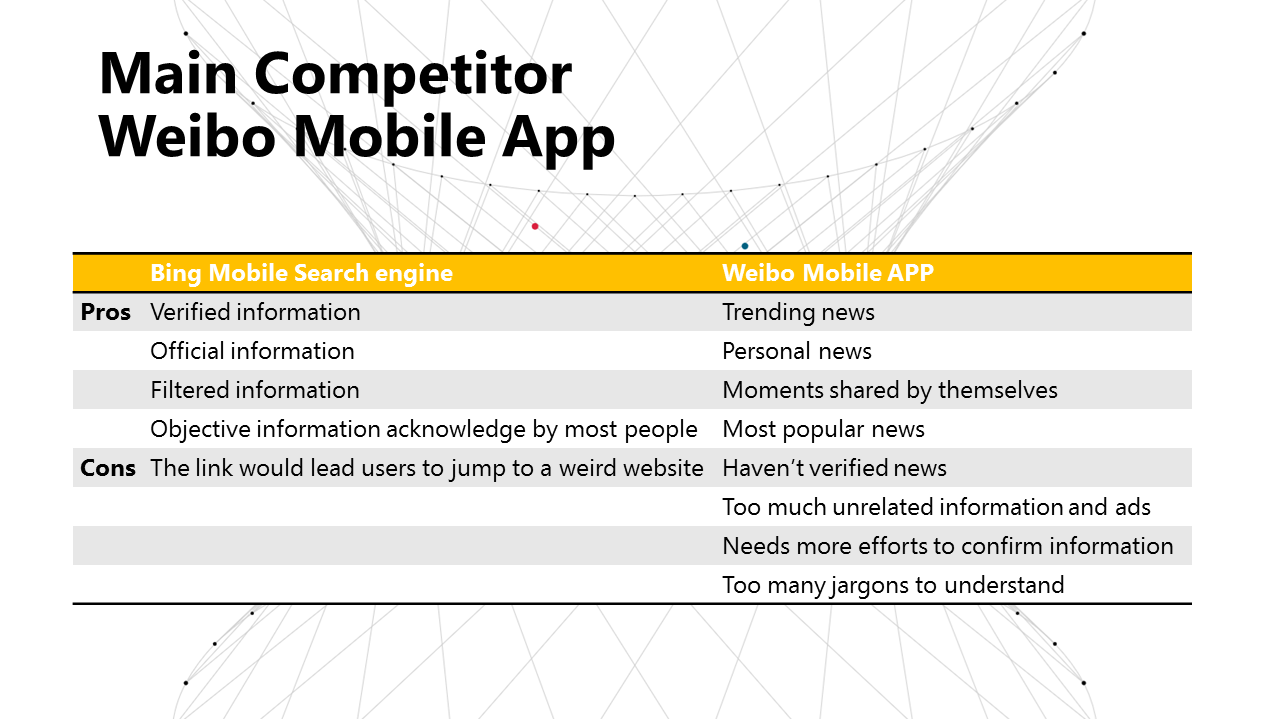 Main Competitor
Weibo Mobile App
Bing Mobile Search engine Weibo Mobile APP
Pros Verified information Trending news
Official information Personal news
Filtered information Moments shared by themselves
Objective information acknowledge by most people Most popular news
Cons The link would lead users to jump to a weird website Haven’t verified news
Too much unrelated information and ads
Needs more efforts to confirm information
Too many jargons to understand